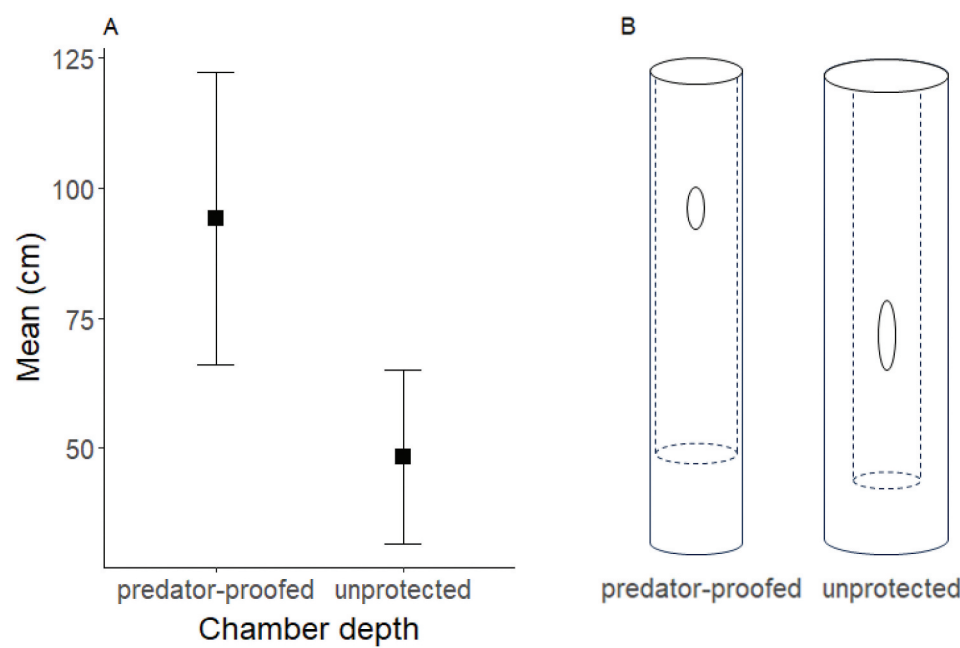 A
125
100
75
50
Mean (cm)
predator-proofed unprotected
Chamber depth
B
predator-proofed unprotected